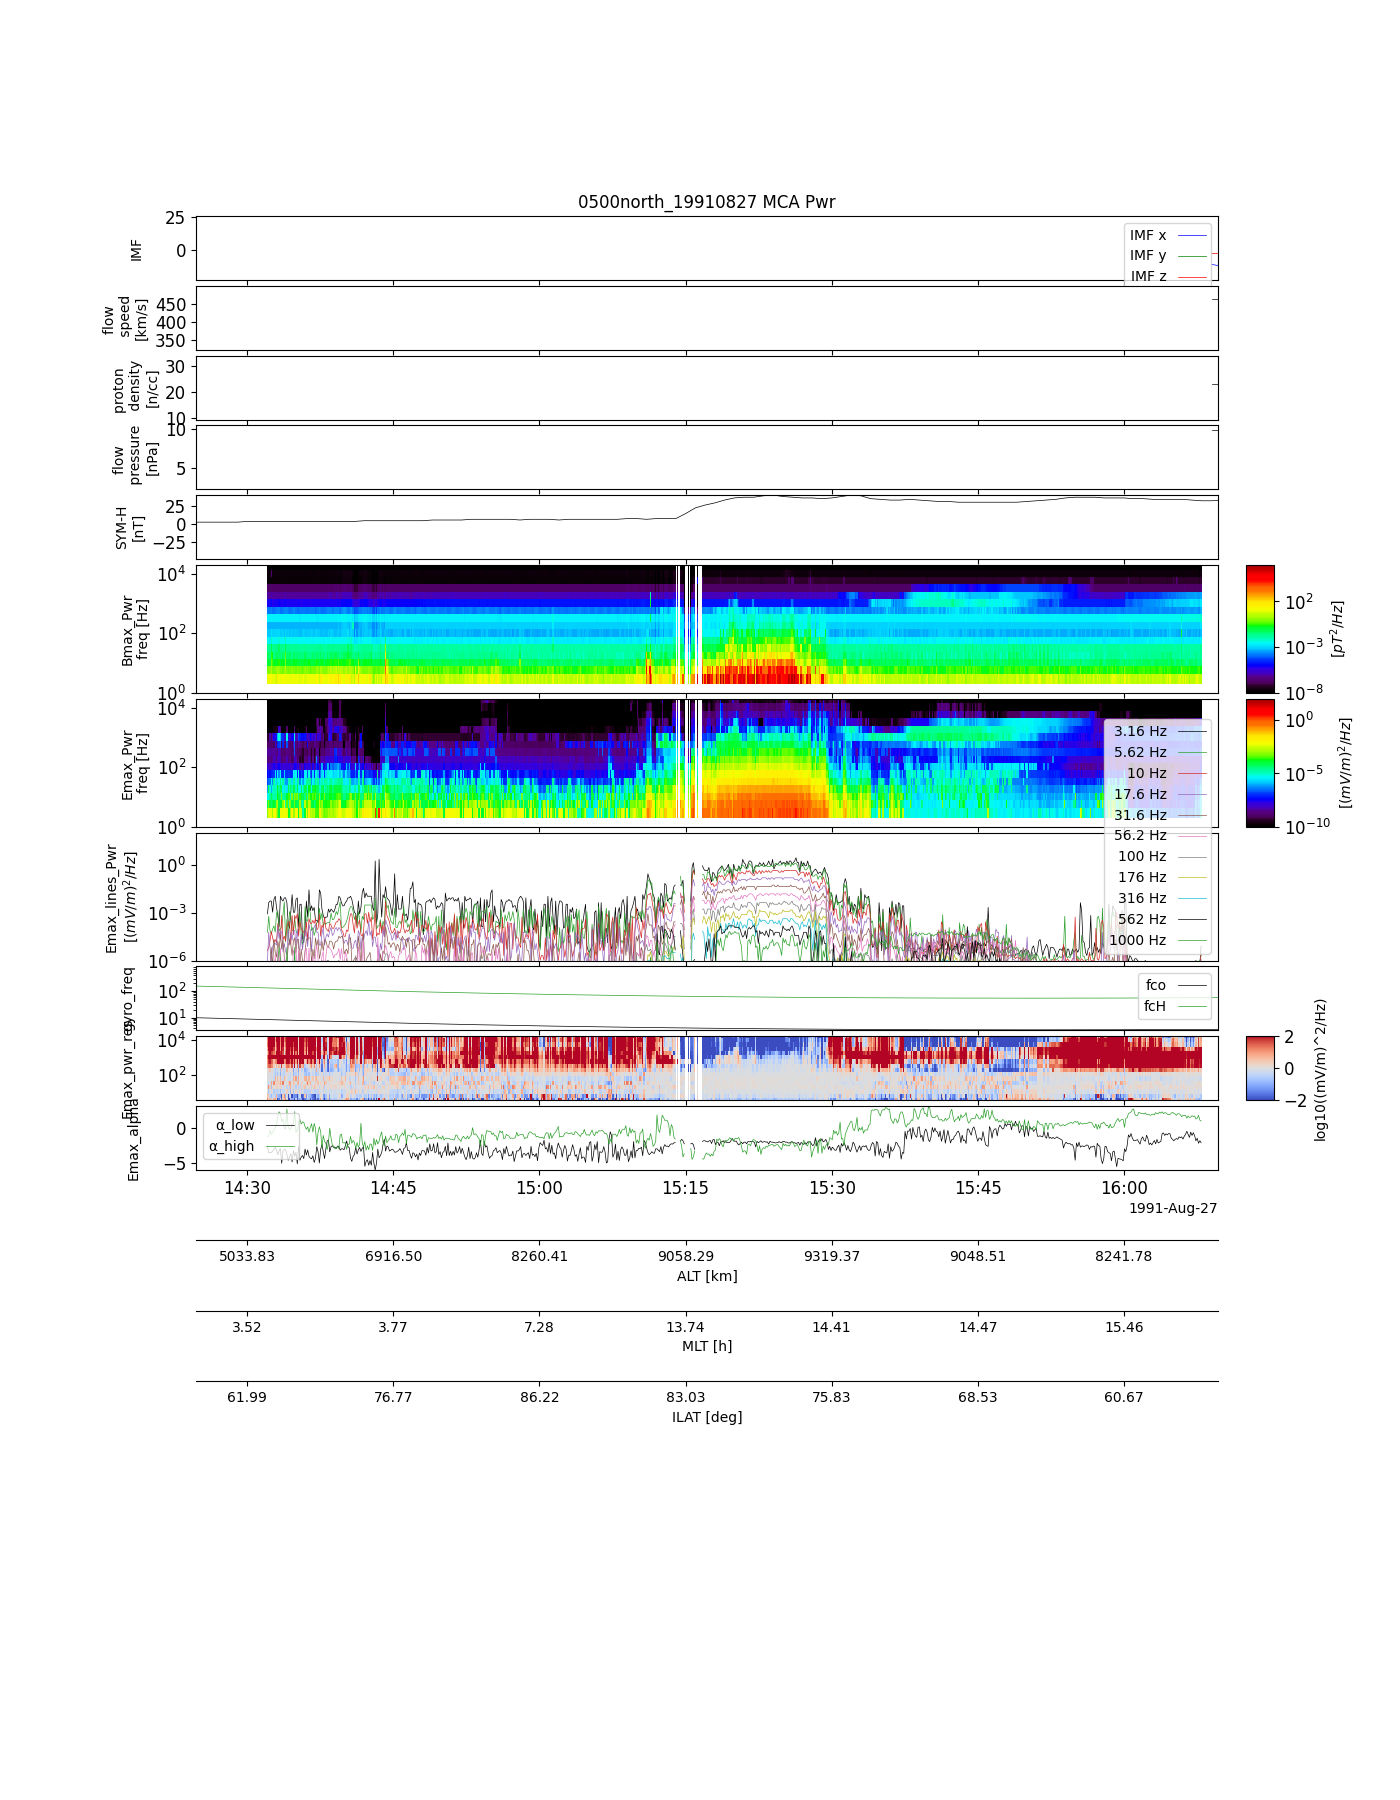 0500north_19910827 MCA Pwr
25
0
IMF
IMF x
IMF y
IMF z
flow
speed
[km/s]
450
400
350
proton
density
[n/cc]
30
20
10
flow
pressure
[nPa]
10
5
SYM-H
[nT]
25
0
−25
Bmax_Pwr
freq [Hz]
10^4
10^2
10^0
10^2
10^−3
10^−8
[pT^2/Hz]
Emax_Pwr
freq [Hz]
10^4
10^2
10^0
10^0
10^−5
10^−10
[(mV/m)^2/Hz]
3.16 Hz
5.62 Hz
10 Hz
17.6 Hz
31.6 Hz
56.2 Hz
100 Hz
176 Hz
316 Hz
562 Hz
1000 Hz
Emax_lines_Pwr
[(mV/m)^2/Hz]
10^0
10^−3
10^−6
gyro_freq
10^2
10^1
fco
fcH
Emax_pwr_reg
10^4
10^2
2
0
−2
log10((mV/m)^2/Hz)
Emax_alpha
0
−5
α_low
α_high
14:30 14:45 15:00 15:15 15:30 15:45 16:00
1991-Aug-27
5033.83 6916.50 8260.41 9058.29 9319.37 9048.51 8241.78
ALT [km]
3.52 3.77 7.28 13.74 14.41 14.47 15.46
MLT [h]
61.99 76.77 86.22 83.03 75.83 68.53 60.67
ILAT [deg]